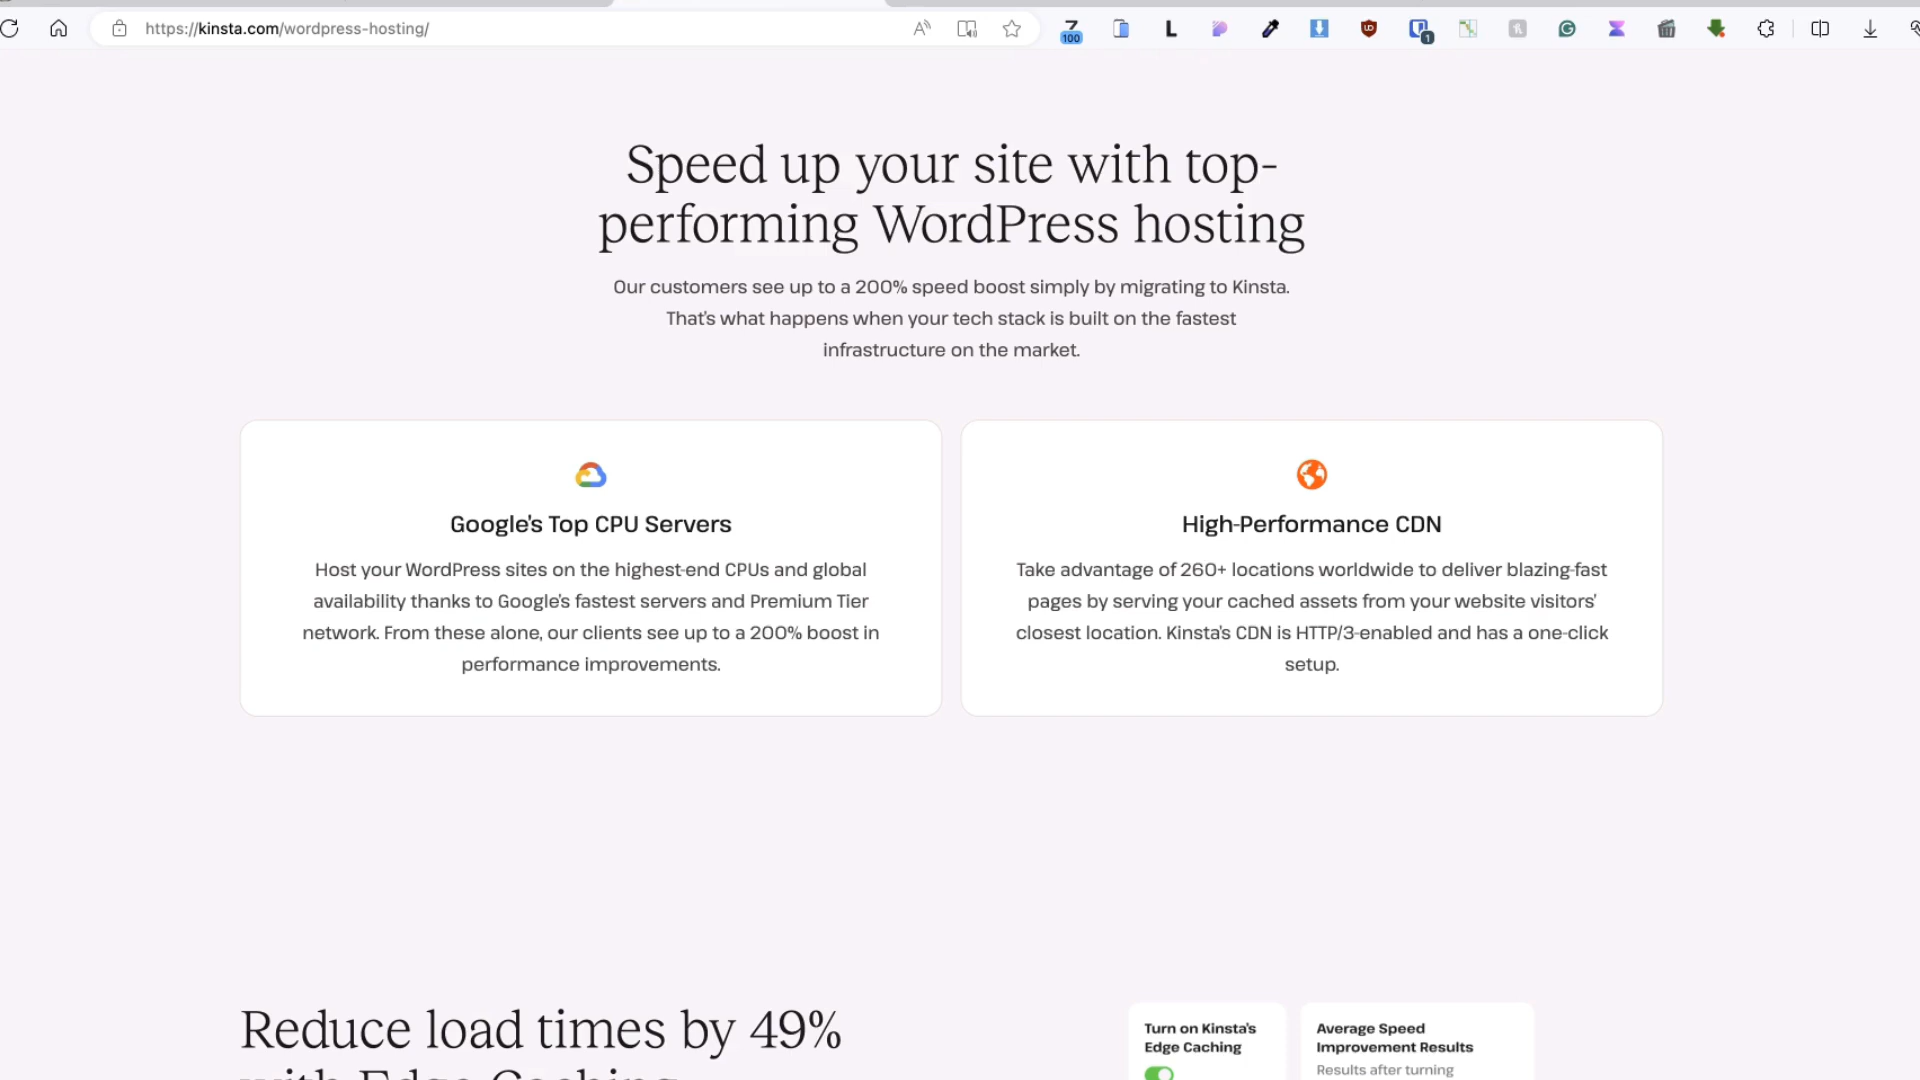 https://kinsta.com/wordpress-hosting/
100
L
1
Speed up your site with top-
performing WordPress hosting
Our customers see up to a 200% speed boost simply by migrating to Kinsta.
That's what happens when your tech stack is built on the fastest
infrastructure on the market.
Google's Top CPU Servers
Host your WordPress sites on the highest-end CPUs and global
availability thanks to Google's fastest servers and Premium Tier
network. From these alone, our clients see up to a 200% boost in
performance improvements.
High-Performance CDN
Take advantage of 260+ locations worldwide to deliver blazing-fast
pages by serving your cached assets from your website visitors'
closest location. Kinsta's CDN is HTTP/3-enabled and has a one-click
setup.
Reduce load times by 49%
with Edge Caching
Turn on Kinsta's
Edge Caching
Average Speed
Improvement Results
Results after turning